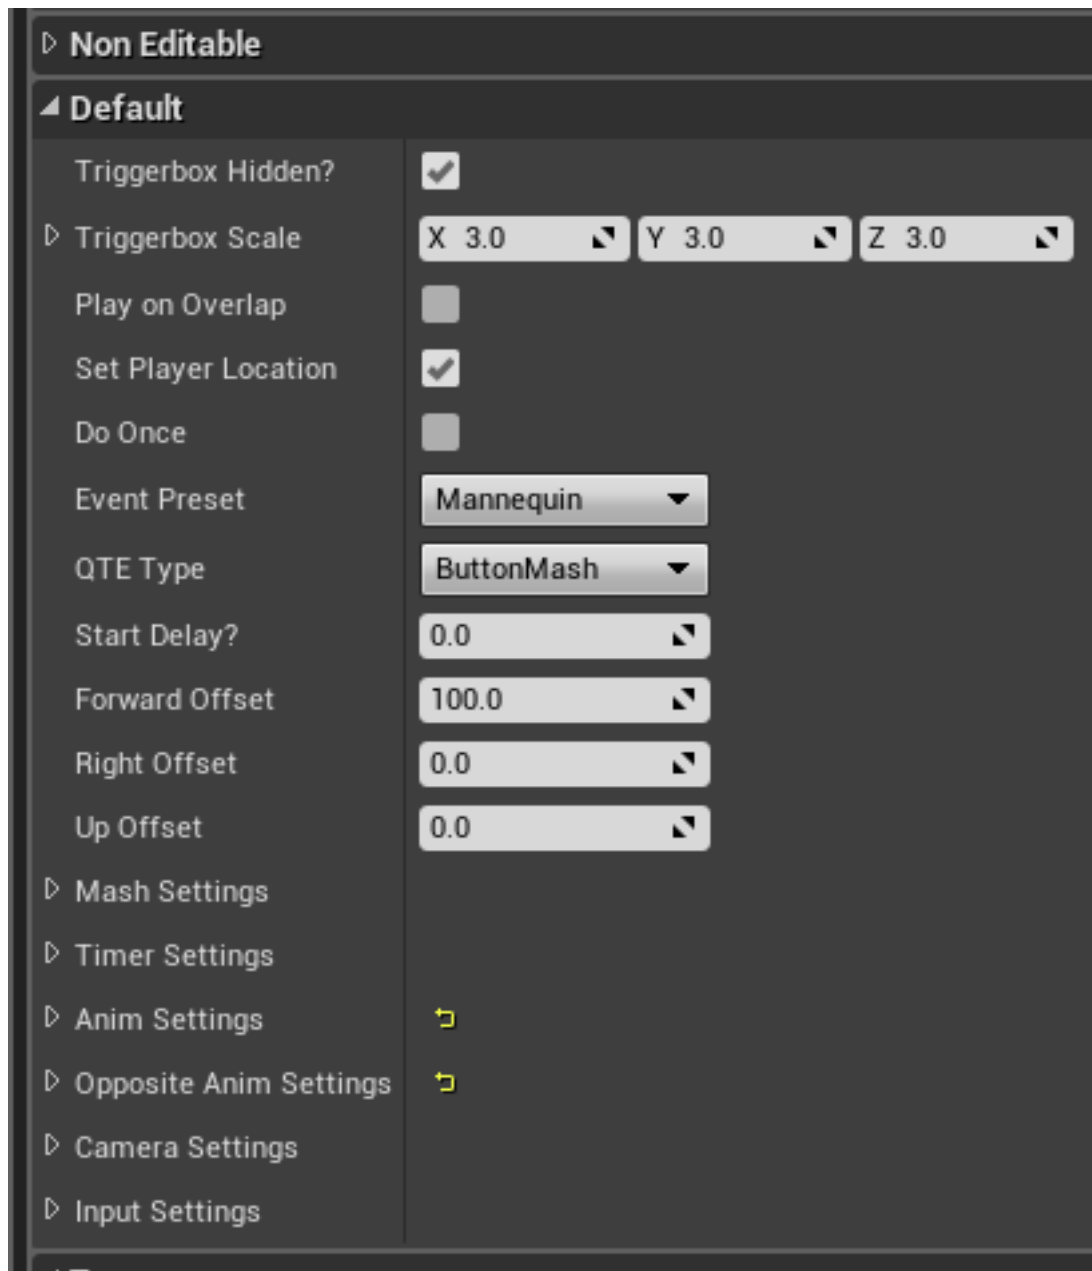 Non Editable
Default
Triggerbox Hidden?
Triggerbox Scale X 3.0 Y 3.0 Z 3.0
Play on Overlap
Set Player Location
Do Once
Event Preset Mannequin
QTE Type ButtonMash
Start Delay? 0.0
Forward Offset 100.0
Right Offset 0.0
Up Offset 0.0
Mash Settings
Timer Settings
Anim Settings
Opposite Anim Settings
Camera Settings
Input Settings